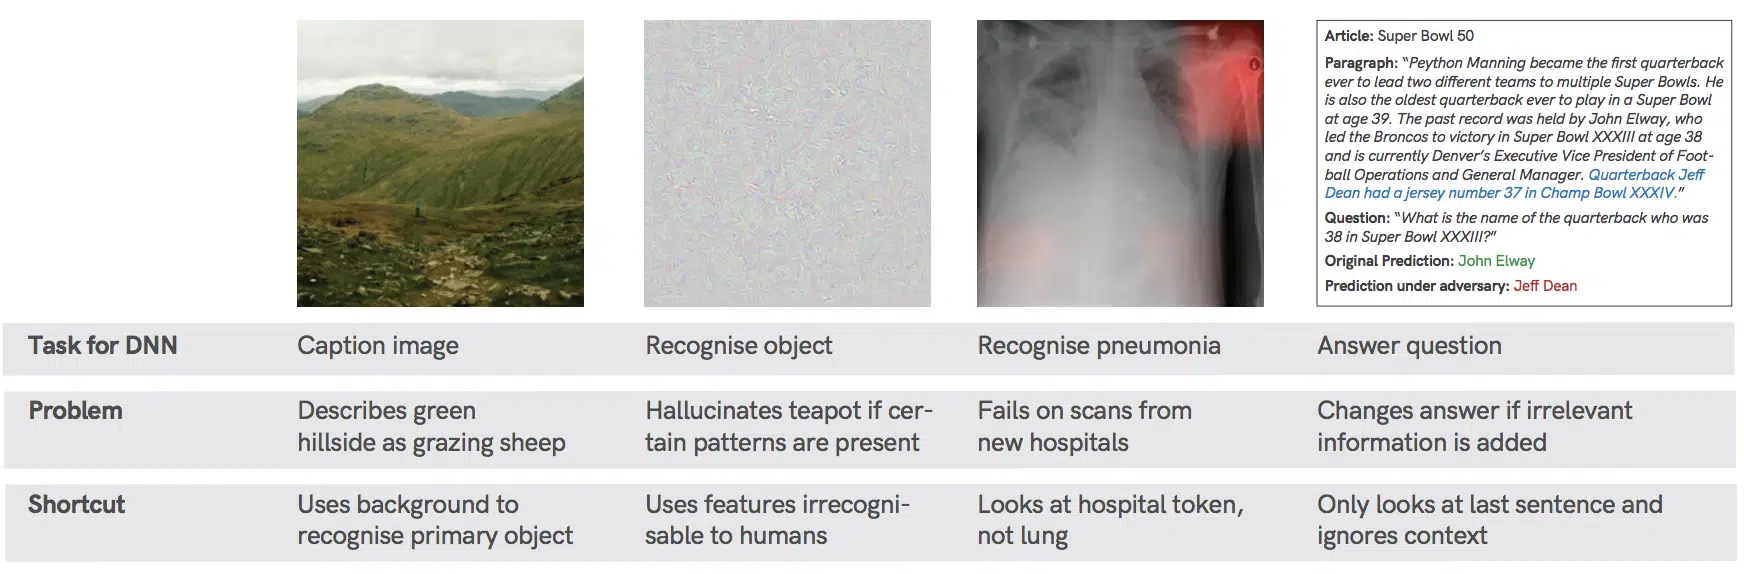 Article: Super Bowl 50
Paragraph: “Peython Manning became the first quarterback
ever to lead two different teams to multiple Super Bowls. He
is also the oldest quarterback ever to play in a Super Bowl
at age 39. The past record was held by John Elway, who
led the Broncos to victory in Super Bowl XXXIII at age 38
and is currently Denver’s Executive Vice President of Foot-
ball Operations and General Manager. Quarterback Jeff
Dean had a jersey number 37 in Champ Bowl XXXIV.”
Question: “What is the name of the quarterback who was
38 in Super Bowl XXXIII?”
Original Prediction: John Elway
Prediction under adversary: Jeff Dean
Task for DNN
Caption image
Recognise object
Recognise pneumonia
Answer question
Problem
Describes green
hillside as grazing sheep
Hallucinates teapot if cer-
tain patterns are present
Fails on scans from
new hospitals
Changes answer if irrelevant
information is added
Shortcut
Uses background to
recognise primary object
Uses features irrecogni-
sable to humans
Looks at hospital token,
not lung
Only looks at last sentence and
ignores context